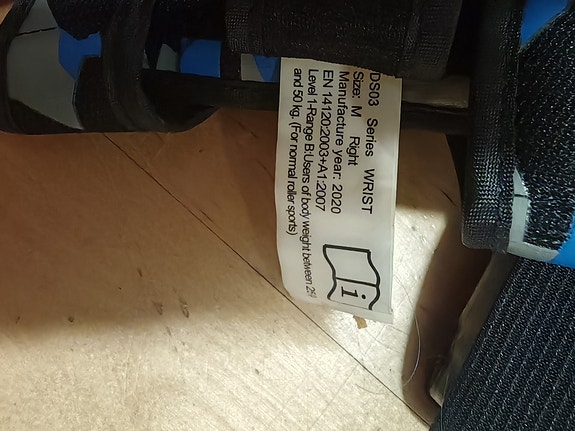 DS03 Series WRIST
Size: M Right
Manufacture year: 2020
EN 14120:2003+A1:2007
Level 1-Range B:Users of body weight between
and 50 kg. (For normal roller sports)
i